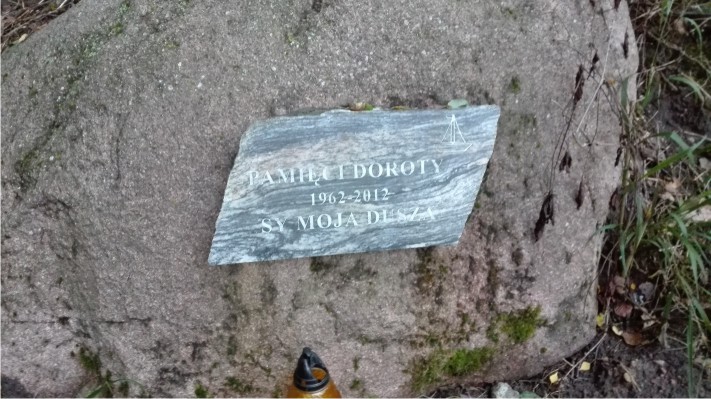 PAMIĘCI DOROTY
1962-2012
SY MOJA DUSZA